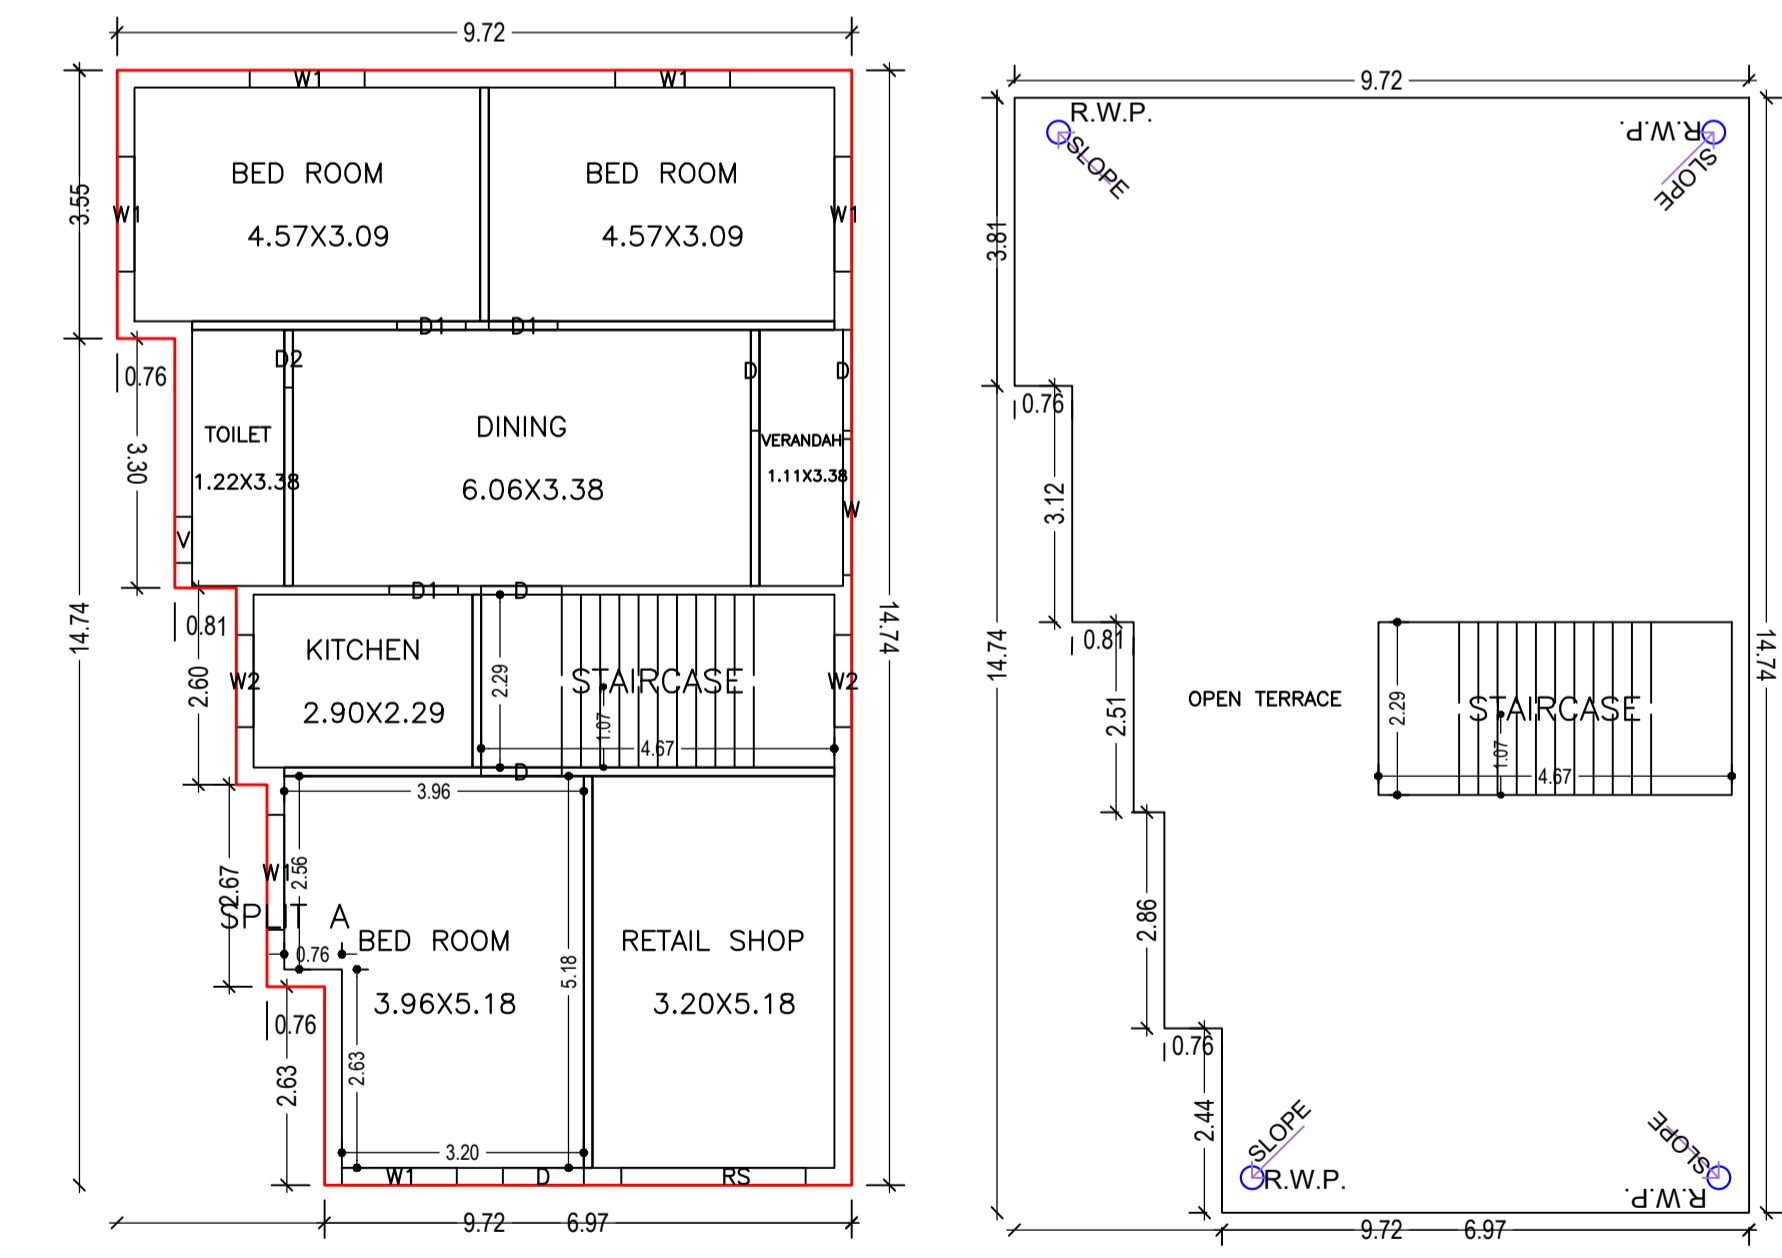 9.72
W1 W1
3.55
BED ROOM
4.57X3.09
BED ROOM
4.57X3.09
W1
W1
D1 D1
0.76
D2
D
D
3.30
TOILET
1.22X3.38
DINING
6.06X3.38
VERANDAH
1.11X3.38
V
W
D1
D
14.74
14.74
0.81
2.60
W2
KITCHEN
2.90X2.29
2.29
STAIRCASE
1.07
4.67
W2
D
3.96
2.67
W1
2.56
SPLIT A
0.76
BED ROOM
3.96X5.18
5.18
RETAIL SHOP
3.20X5.18
0.76
2.63
2.63
3.20
W1
D
RS
9.72
6.97
9.72
R.W.P.
SLOPE
R.W.P.
SLOPE
3.81
0.76
3.12
0.81
14.74
14.74
2.51
OPEN TERRACE
2.29
STAIRCASE
1.07
4.67
2.86
0.76
2.44
SLOPE
R.W.P.
SLOPE
R.W.P.
9.72
6.97